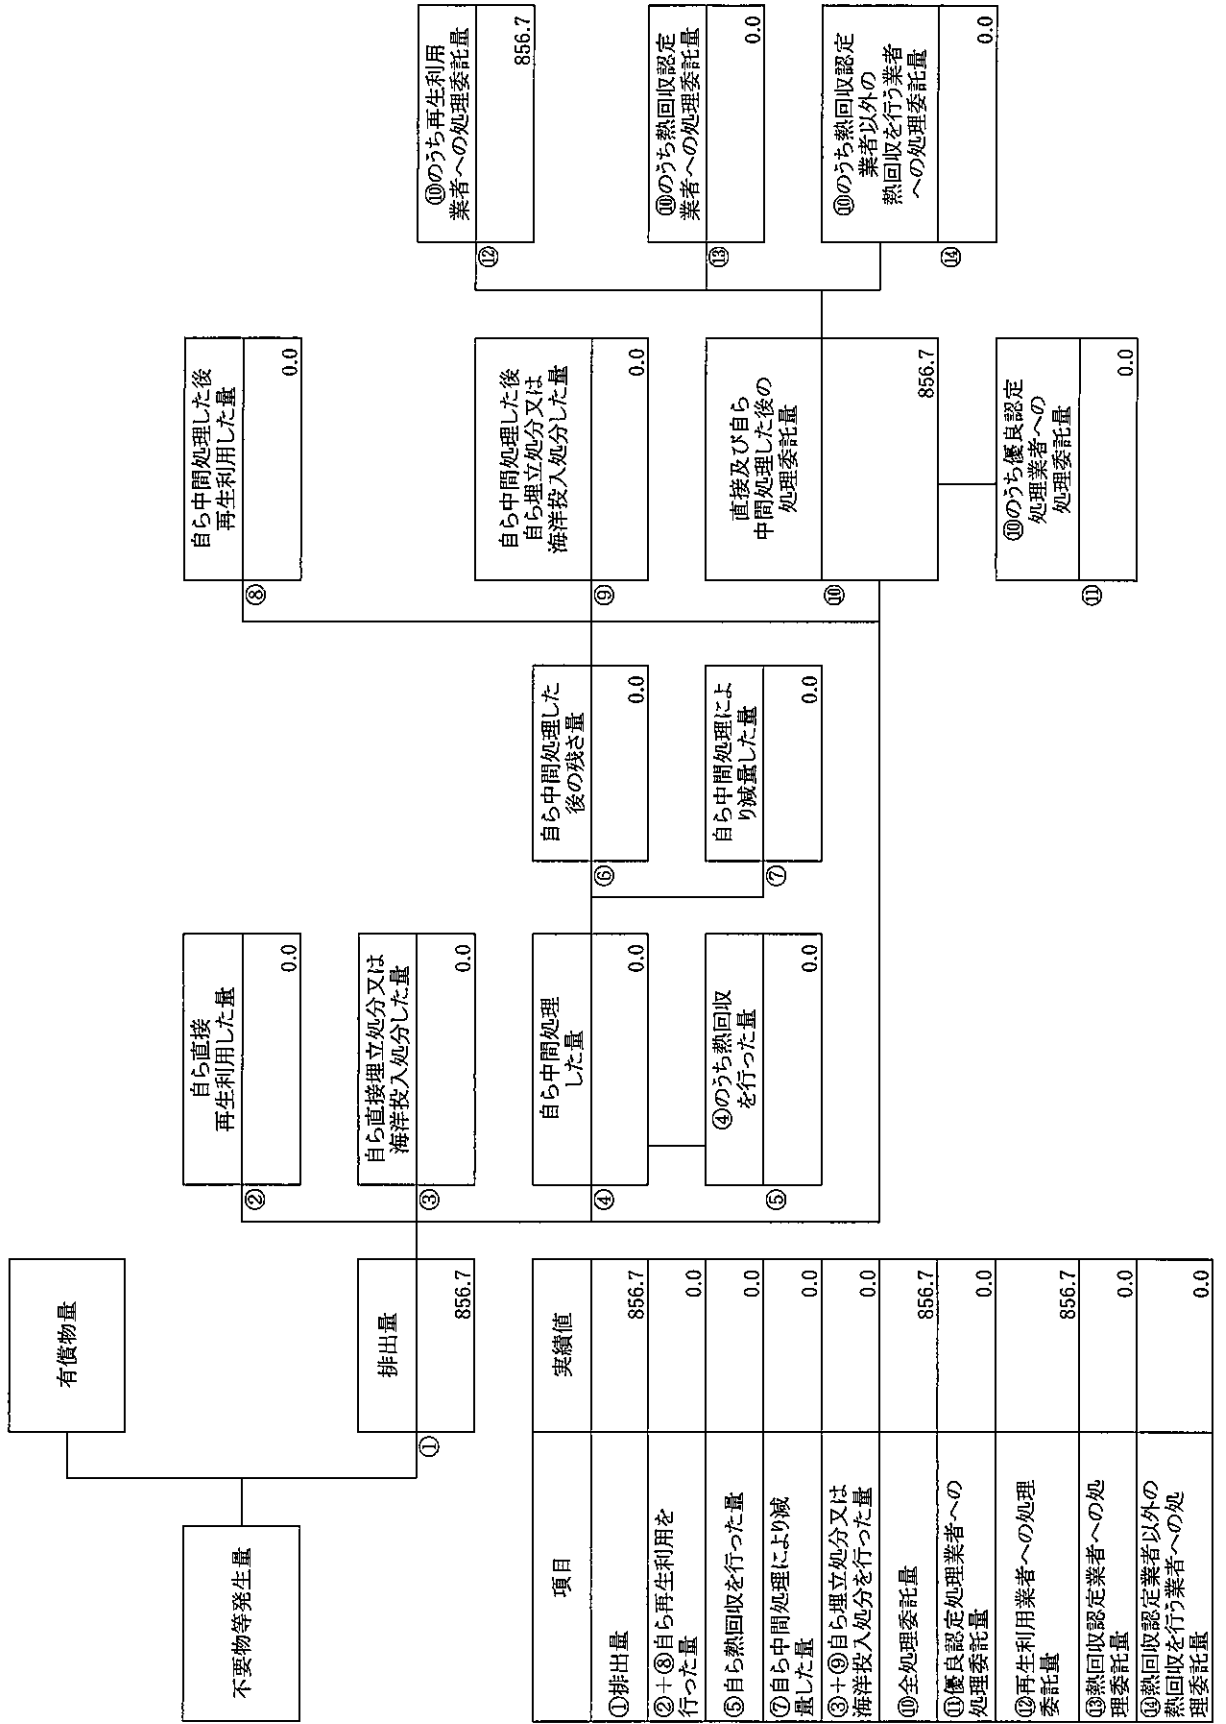 有償物量
不要物等発生量
①
排出量
856.7
②
自ら直接
再生利用した量
0.0
③
自ら直接埋立処分又は
海洋投入処分した量
0.0
④
自ら中間処理
した量
0.0
⑤
④のうち熱回収
を行った量
0.0
⑥
自ら中間処理した
後の残さ量
0.0
⑦
自ら中間処理によ
り減量した量
0.0
⑧
自ら中間処理した後
再生利用した量
0.0
⑨
自ら中間処理した後
自ら埋立処分又は
海洋投入処分した量
0.0
⑩
直接及び自ら
中間処理した後の
処理委託量
856.7
⑪
⑩のうち優良認定
処理業者への
処理委託量
0.0
⑫
⑩のうち再生利用
業者への処理委託量
856.7
⑬
⑩のうち熱回収認定
業者への処理委託量
0.0
⑭
⑩のうち熱回収認定
業者以外の
熱回収を行う業者
への処理委託量
0.0
項目
実績値
①排出量
856.7
②+⑧自ら再生利用を
行った量
0.0
⑤自ら熱回収を行った量
0.0
⑦自ら中間処理により減
量した量
0.0
③+⑨自ら埋立処分又は
海洋投入処分を行った量
0.0
⑩全処理委託量
856.7
⑪優良認定処理業者への
処理委託量
0.0
⑫再生利用業者への処理
委託量
856.7
⑬熱回収認定業者への処
理委託量
0.0
⑭熱回収認定業者以外の
熱回収を行う業者への処
理委託量
0.0